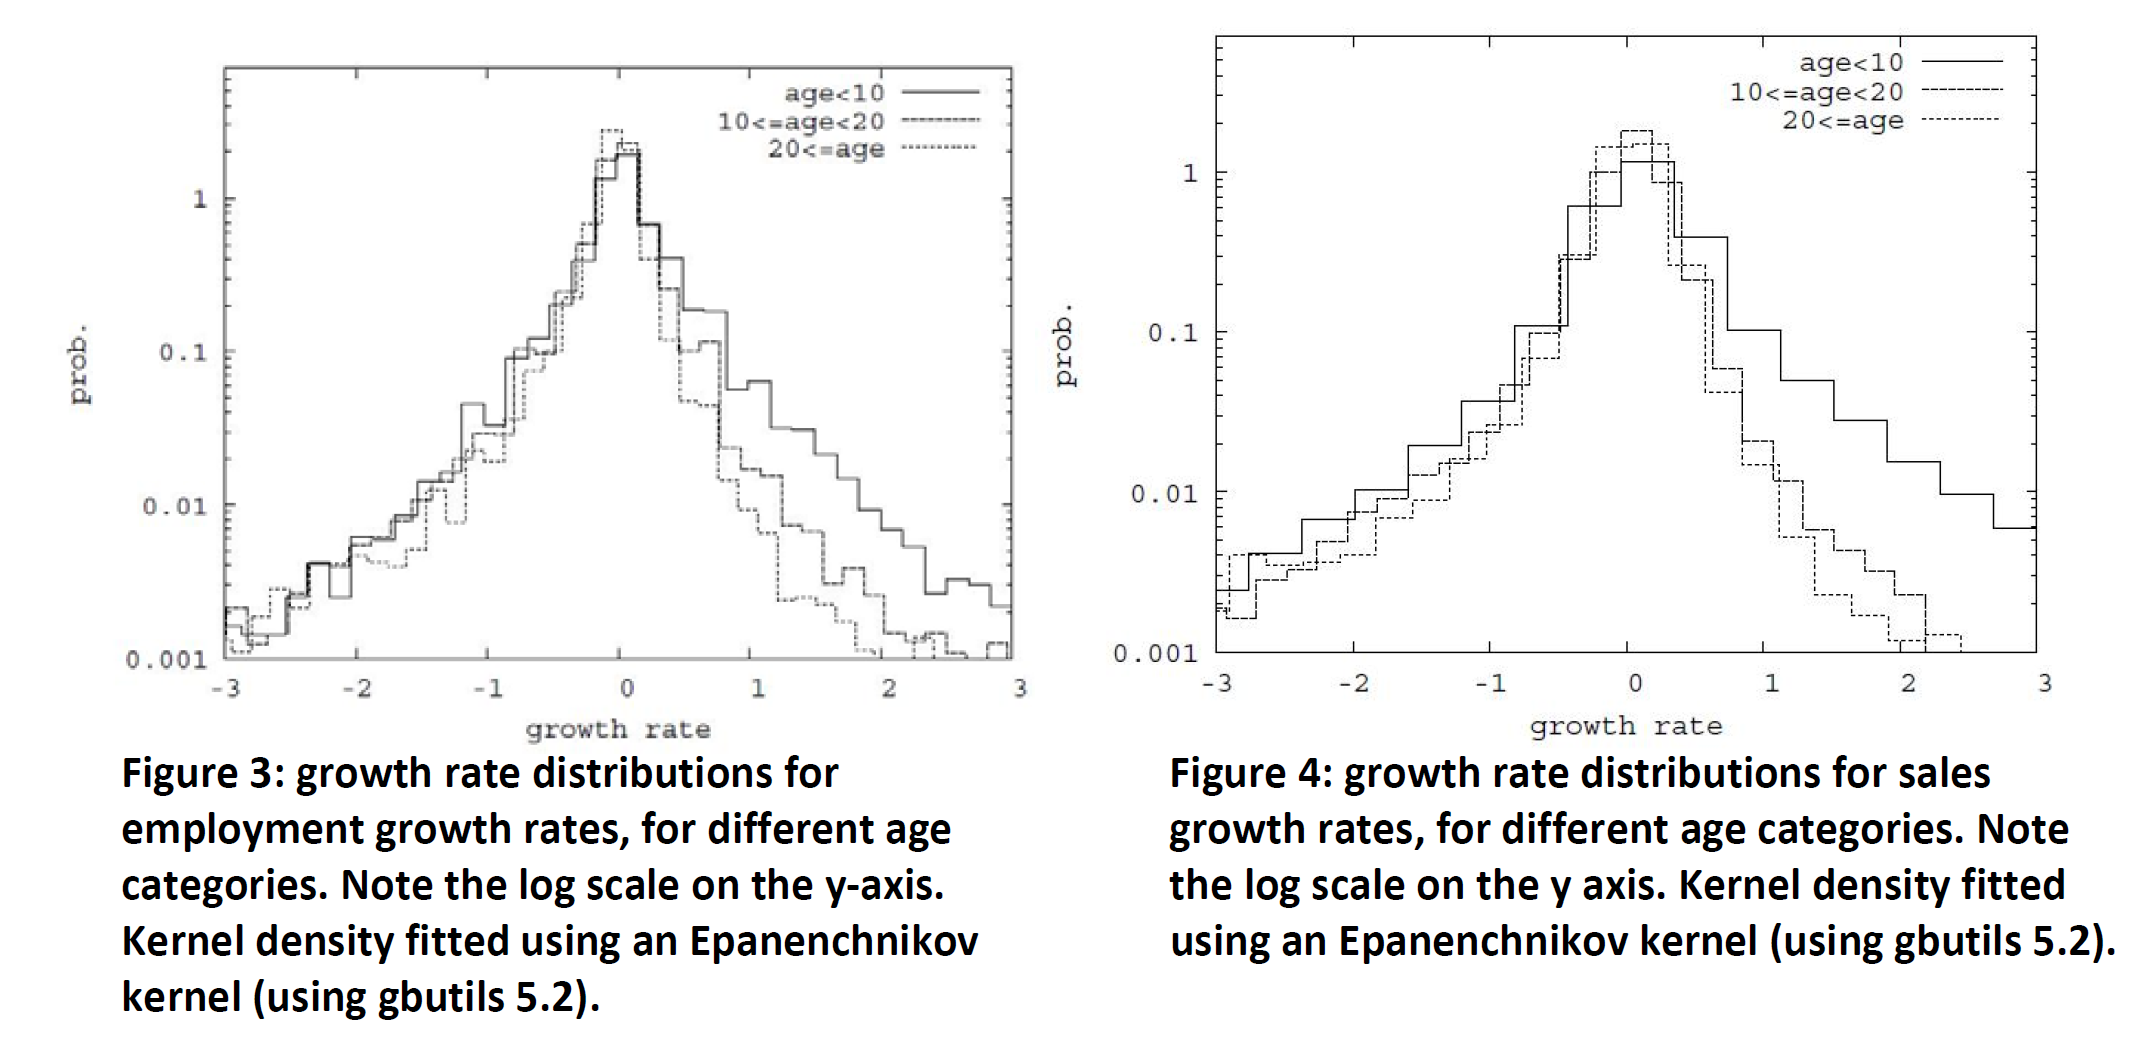 age<10
10<=age<20
20<=age
1
0.1
0.01
0.001
prob.
-3 -2 -1 0 1 2 3
growth rate
Figure 3: growth rate distributions for
employment growth rates, for different age
categories. Note the log scale on the y-axis.
Kernel density fitted using an Epanenchnikov
kernel (using gbutils 5.2).
age<10
10<=age<20
20<=age
1
0.1
0.01
0.001
prob.
-3 -2 -1 0 1 2 3
growth rate
Figure 4: growth rate distributions for sales
growth rates, for different age categories. Note
the log scale on the y axis. Kernel density fitted
using an Epanenchnikov kernel (using gbutils 5.2).